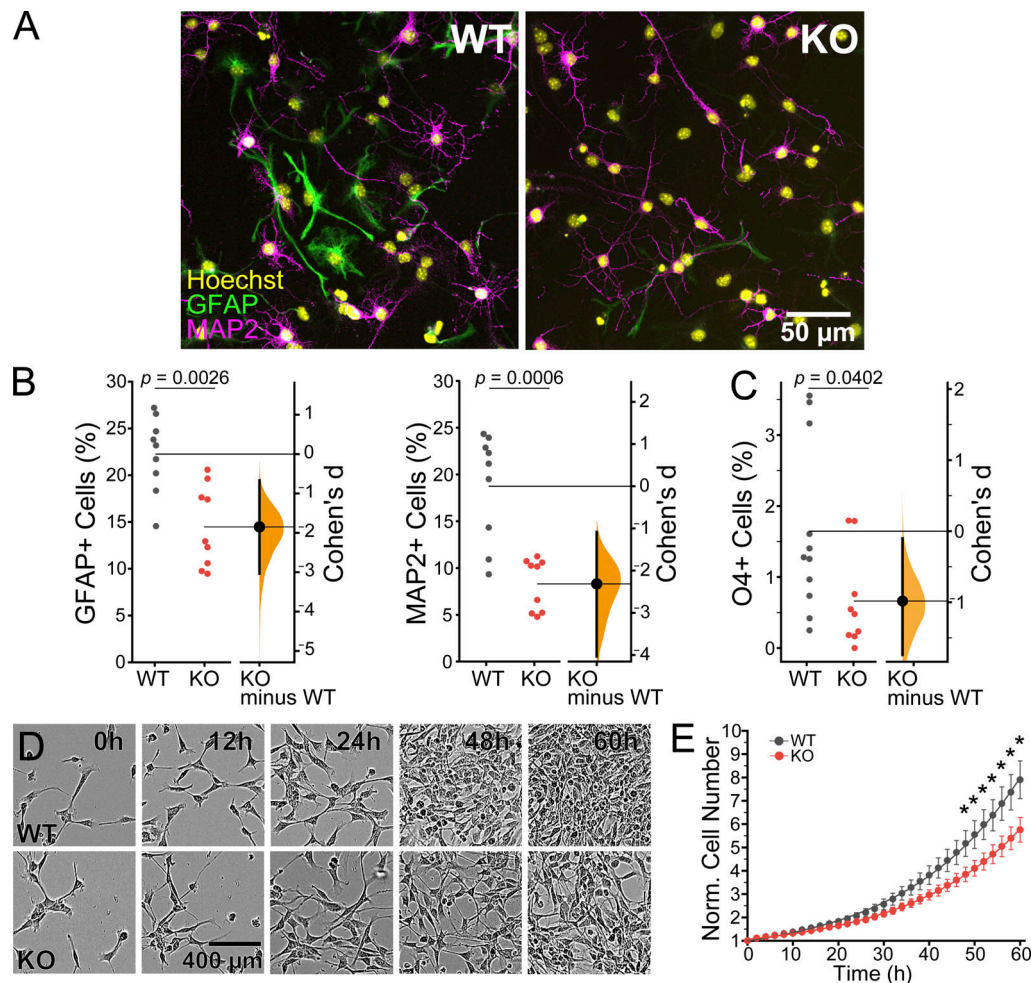 A
WT
KO
Hoechst
GFAP
MAP2
50 µm
B
p = 0.0026
GFAP+ Cells (%)
30
25
20
15
10
5
0
1
0
−1
−2
−3
−4
−5
Cohen's d
WT
KO
KO
minus WT
p = 0.0006
MAP2+ Cells (%)
30
25
20
15
10
5
0
2
1
0
−1
−2
−3
−4
Cohen's d
WT
KO
KO
minus WT
C
p = 0.0402
O4+ Cells (%)
3
2
1
0
2
1
0
−1
Cohen's d
WT
KO
KO
minus WT
D
0h
12h
24h
48h
60h
WT
KO
400 µm
E
WT
KO
*******
Norm. Cell Number
10
9
8
7
6
5
4
3
2
1
0
10
20
30
40
50
60
Time (h)